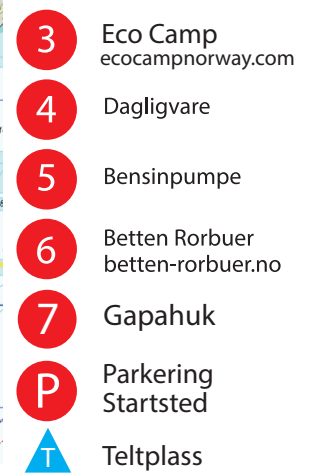 3 Eco Camp
ecocampnorway.com
4 Dagligvare
5 Bensinpumpe
6 Betten Rorbuer
betten-rorbuer.no
7 Gapahuk
P Parkering
Startsted
T Teltplass